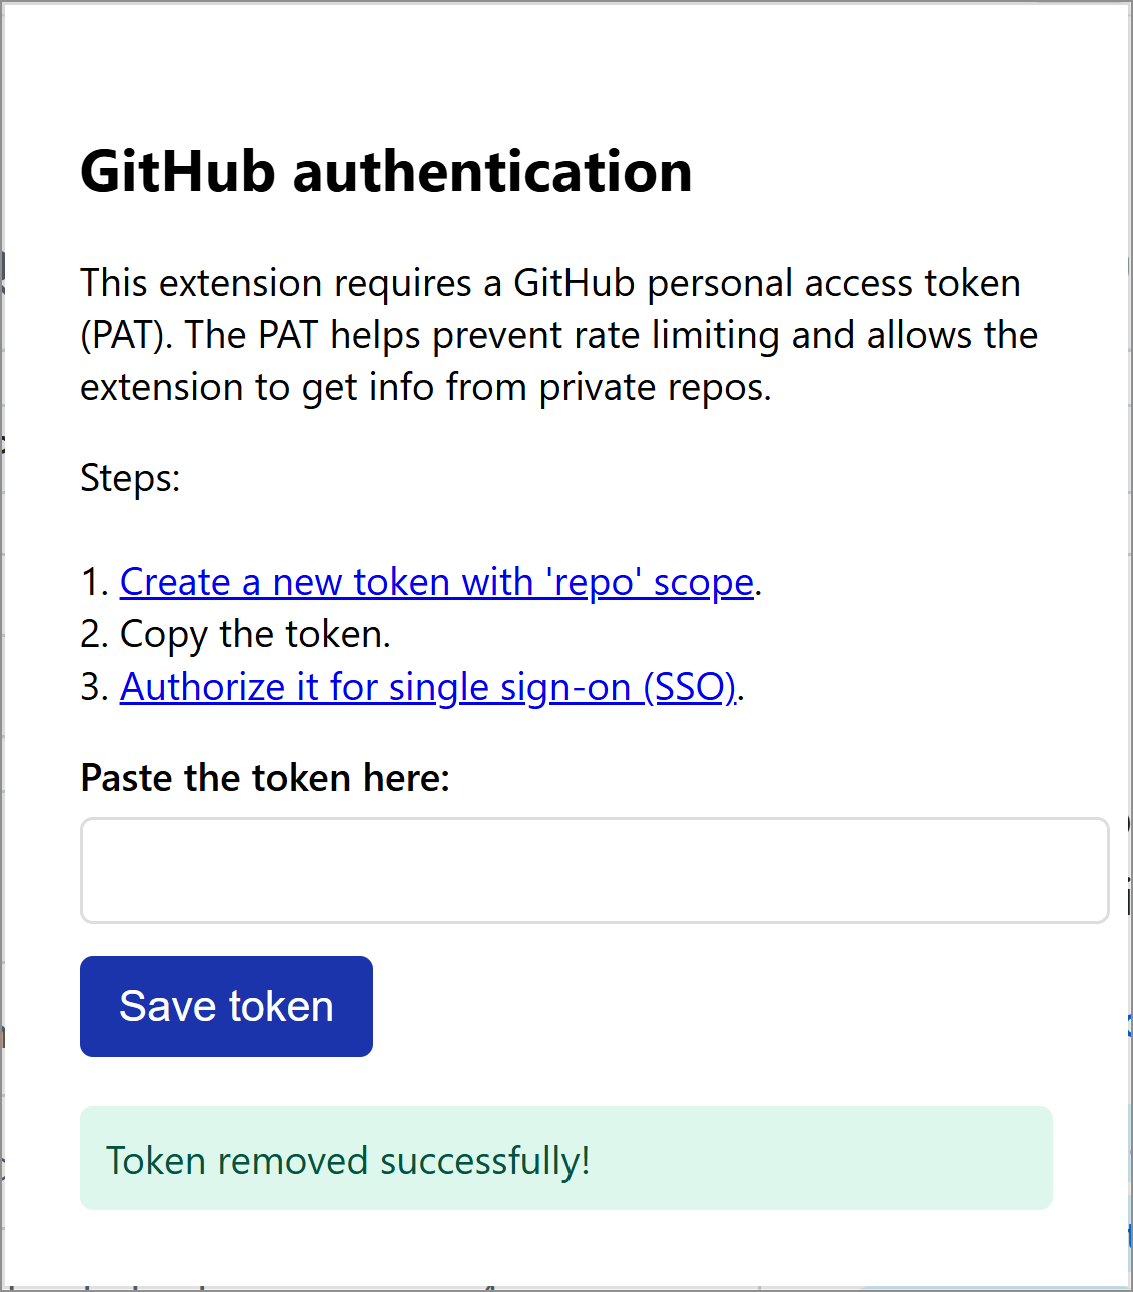 GitHub authentication
This extension requires a GitHub personal access token
(PAT). The PAT helps prevent rate limiting and allows the
extension to get info from private repos.
Steps:
1. Create a new token with 'repo' scope.
2. Copy the token.
3. Authorize it for single sign-on (SSO).
Paste the token here:
Save token
Token removed successfully!